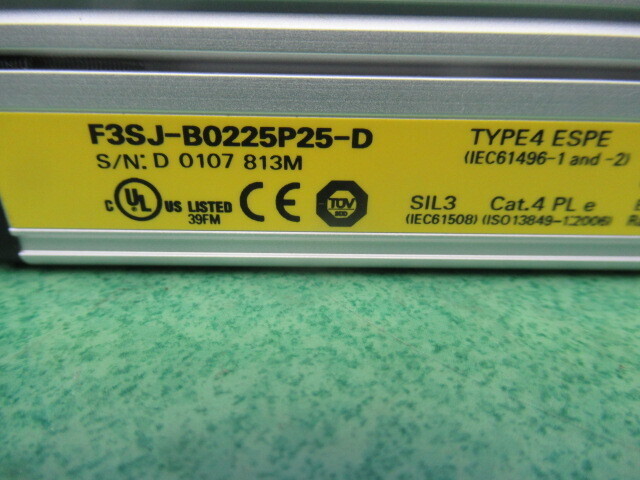 F3SJ-B0225P25-D
S/N: D 0107 813M
C UL US LISTED
39FM
CE
TÜV
TYPE4 ESPE
(IEC61496-1 and -2)
SIL3 Cat.4 PL e
(IEC61508) (ISO13849-1:2006)